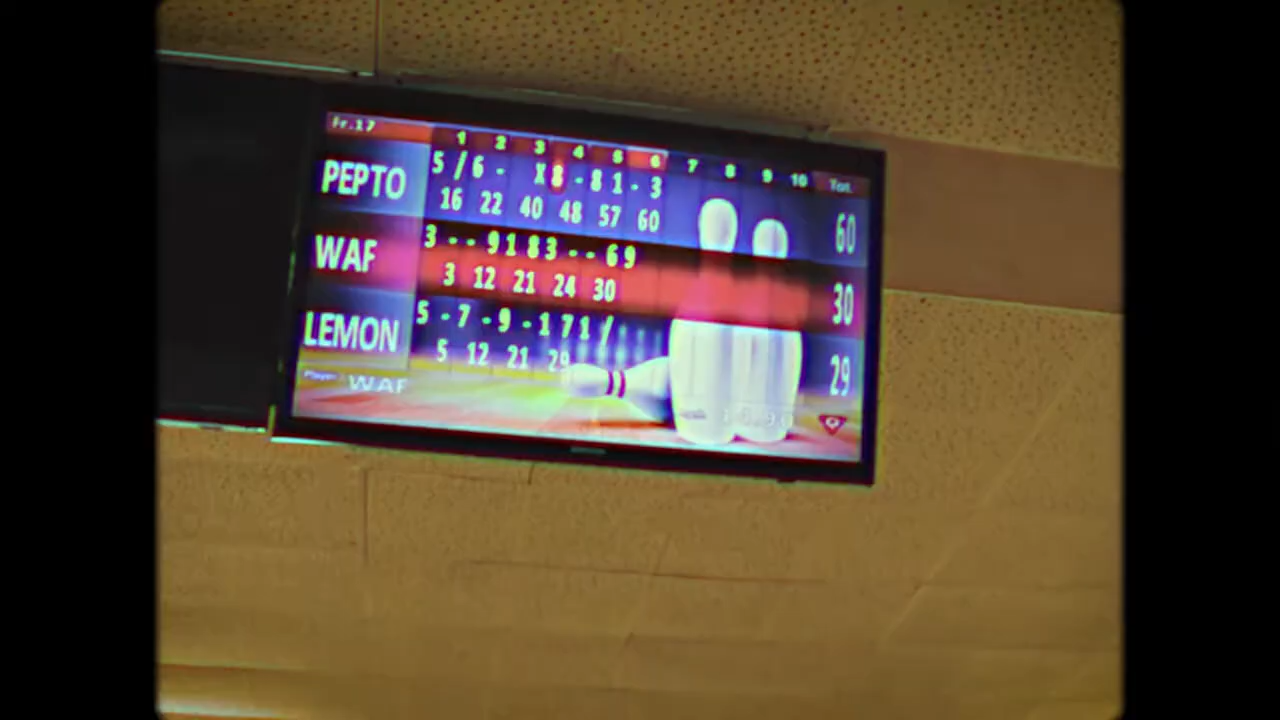 Fr.17 1 2 3 4 5 6 7 8 9 10 Tot.
PEPTO 5 / 6 - X 8 - 8 1 - 3
16 22 40 48 57 60 60
WAF 3 - - 9 1 8 3 - - 6 9
3 12 21 24 30 30
LEMON 5 - 7 - 9 - 1 7 1 /
5 12 21 29 29
Player: WAF